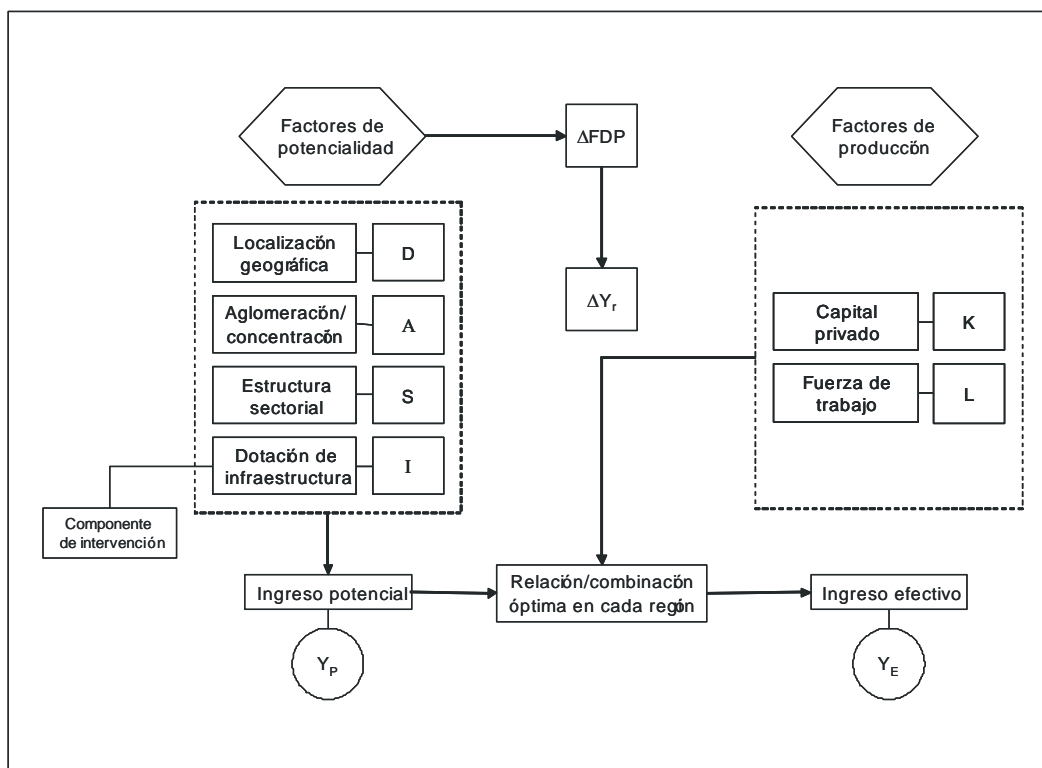 Factores de
potencialidad
ΔFDP
Factores de
producción
Localización
geográfica
D
Aglomeración/
concentración
A
Estructura
sectorial
S
Dotación de
infraestructura
I
ΔYr
Capital
privado
K
Fuerza de
trabajo
L
Componente
de intervención
Ingreso potencial
Relación/combinación
óptima en cada región
Ingreso efectivo
YP
YE